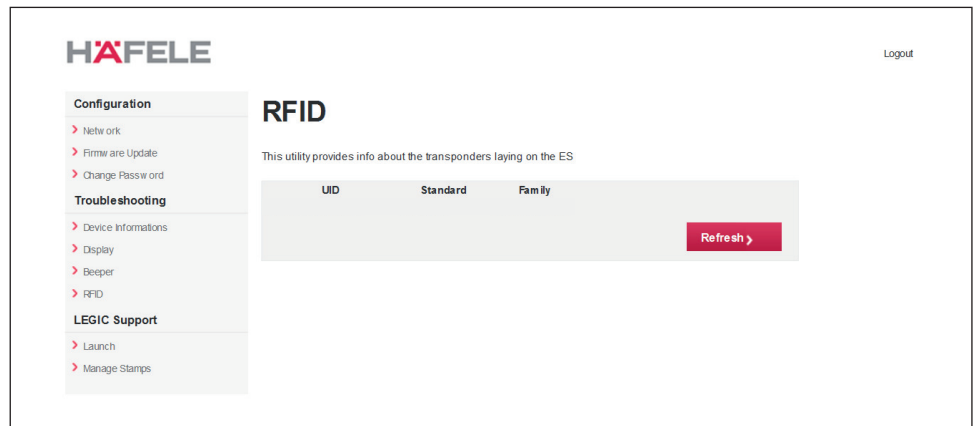 HÄFELE
Logout
Configuration
Network
Firmware Update
Change Password
Troubleshooting
Device Informations
Display
Beeper
RFID
LEGIC Support
Launch
Manage Stamps
RFID
This utility provides info about the transponders laying on the ES
UID Standard Family
Refresh